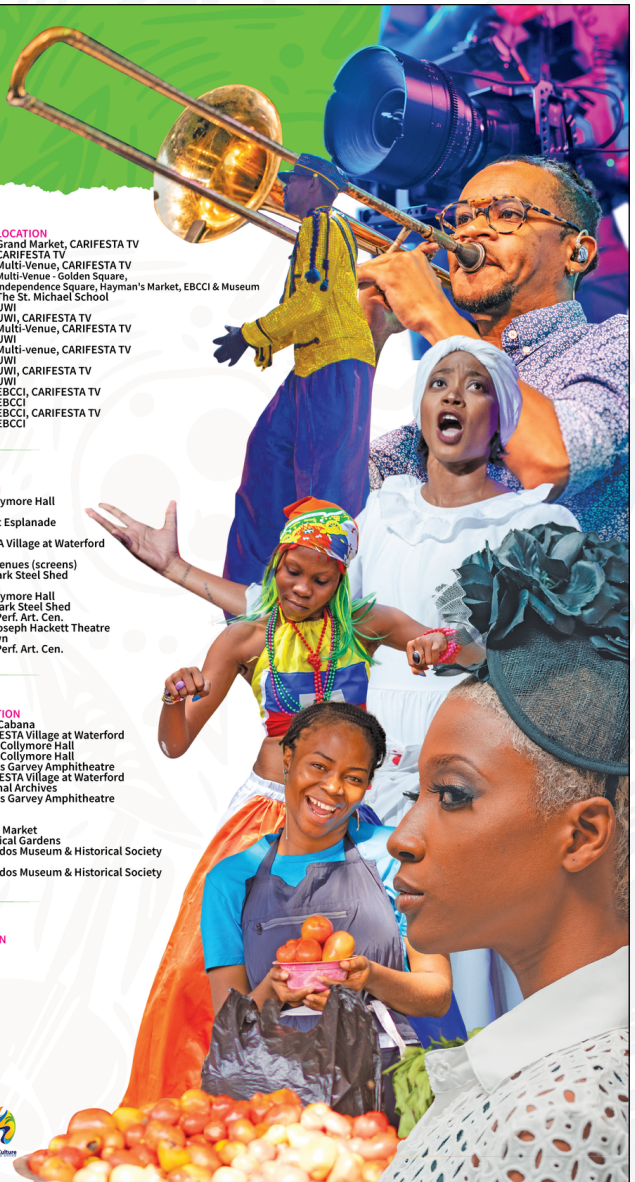 LOCATION
Grand Market, CARIFESTA TV
CARIFESTA TV
Multi-Venue, CARIFESTA TV
Multi-Venue - Golden Square,
ndependence Square, Hayman's Market, EBCCI & Museum
The St. Michael School
UWI
UWI, CARIFESTA TV
Multi-Venue, CARIFESTA TV
UWI
Multi-venue, CARIFESTA TV
UWI
UWI, CARIFESTA TV
UWI
EBCCI, CARIFESTA TV
EBCCI
EBCCI, CARIFESTA TV
EBCCI
ymore Hall
t Esplanade
A Village at Waterford
enues (screens)
ark Steel Shed
ymore Hall
ark Steel Shed
Perf. Art. Cen.
oseph Hackett Theatre
wn
Perf. Art. Cen.
TION
Cabana
FESTA Village at Waterford
Collymore Hall
Collymore Hall
s Garvey Amphitheatre
FESTA Village at Waterford
nal Archives
s Garvey Amphitheatre
Market
ical Gardens
dos Museum & Historical Society
dos Museum & Historical Society
N
Culture